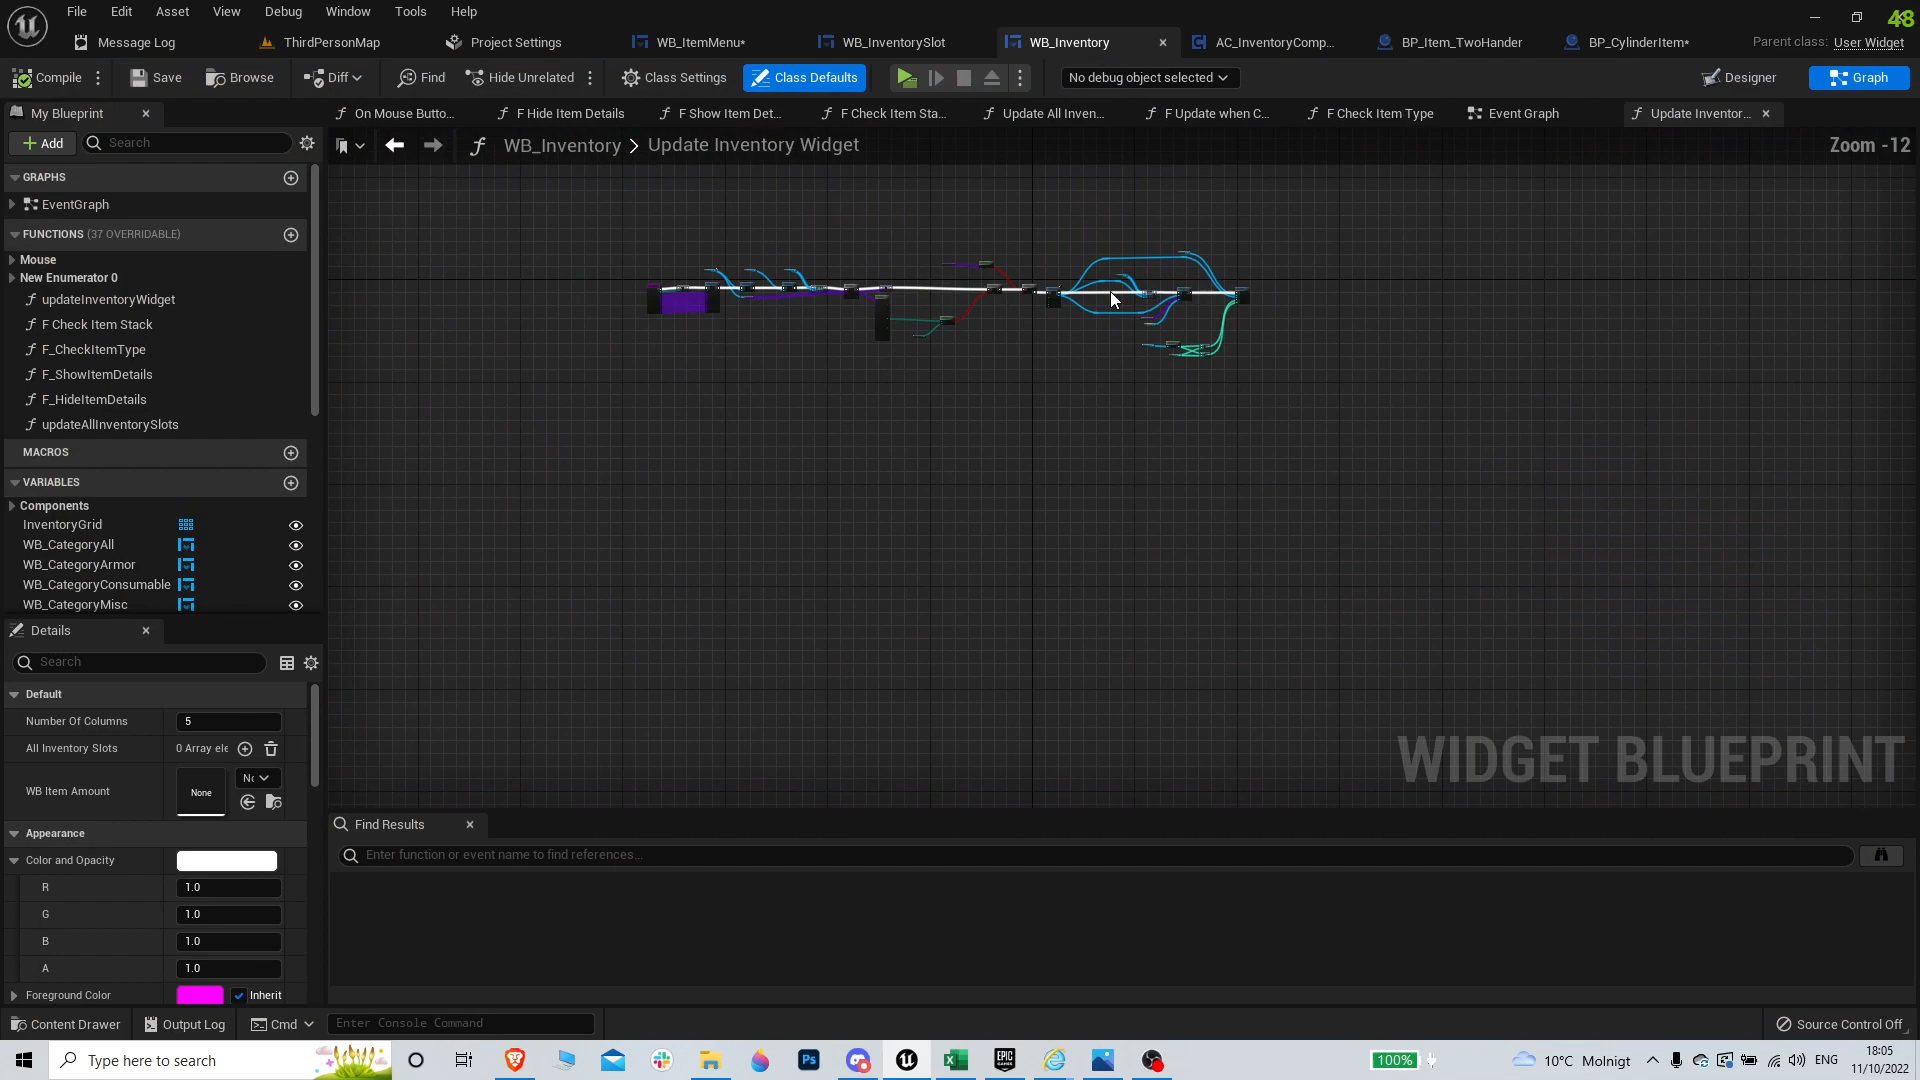 File Edit Asset View Debug Window Tools Help
48
Message Log ThirdPersonMap Project Settings WB_ItemMenu* WB_InventorySlot WB_Inventory AC_InventoryComp... BP_Item_TwoHander BP_CylinderItem* Parent class: User Widget
Compile Save Browse Diff Find Hide Unrelated Class Settings Class Defaults No debug object selected Designer Graph
My Blueprint On Mouse Butto... F Hide Item Details F Show Item Det... F Check Item Sta... Update All Inven... F Update when C... F Check Item Type Event Graph Update Inventor...
Add Search WB_Inventory > Update Inventory Widget Zoom -12
GRAPHS
EventGraph
FUNCTIONS (37 OVERRIDABLE)
Mouse
New Enumerator 0
updateInventoryWidget
F Check Item Stack
F_CheckItemType
F_ShowItemDetails
F_HideItemDetails
updateAllInventorySlots
MACROS
VARIABLES
Components
InventoryGrid
WB_CategoryAll
WB_CategoryArmor
WB_CategoryConsumable
WB_CategoryMisc
Details
Search
Default
Number Of Columns 5
All Inventory Slots 0 Array ele
WB Item Amount None Nc
WIDGET BLUEPRINT
Appearance
Find Results
Color and Opacity
Enter function or event name to find references...
R 1.0
G 1.0
B 1.0
A 1.0
Foreground Color Inherit
Content Drawer Output Log Cmd Enter Console Command Source Control Off
Type here to search Ps EPIC GAMES 100% 10°C Molnigt ENG 18:05
11/10/2022